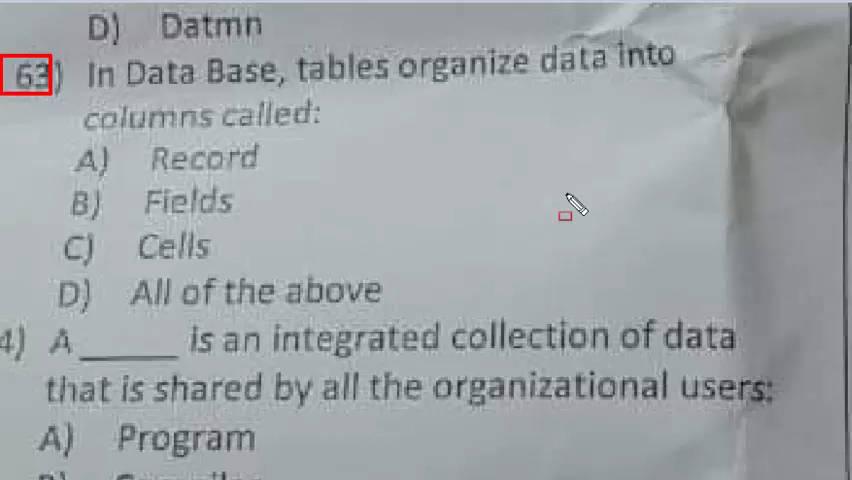 D) Datmn
63) In Data Base, tables organize data into
columns called:
A) Record
B) Fields
C) Cells
D) All of the above
4) A______ is an integrated collection of data
that is shared by all the organizational users:
A) Program